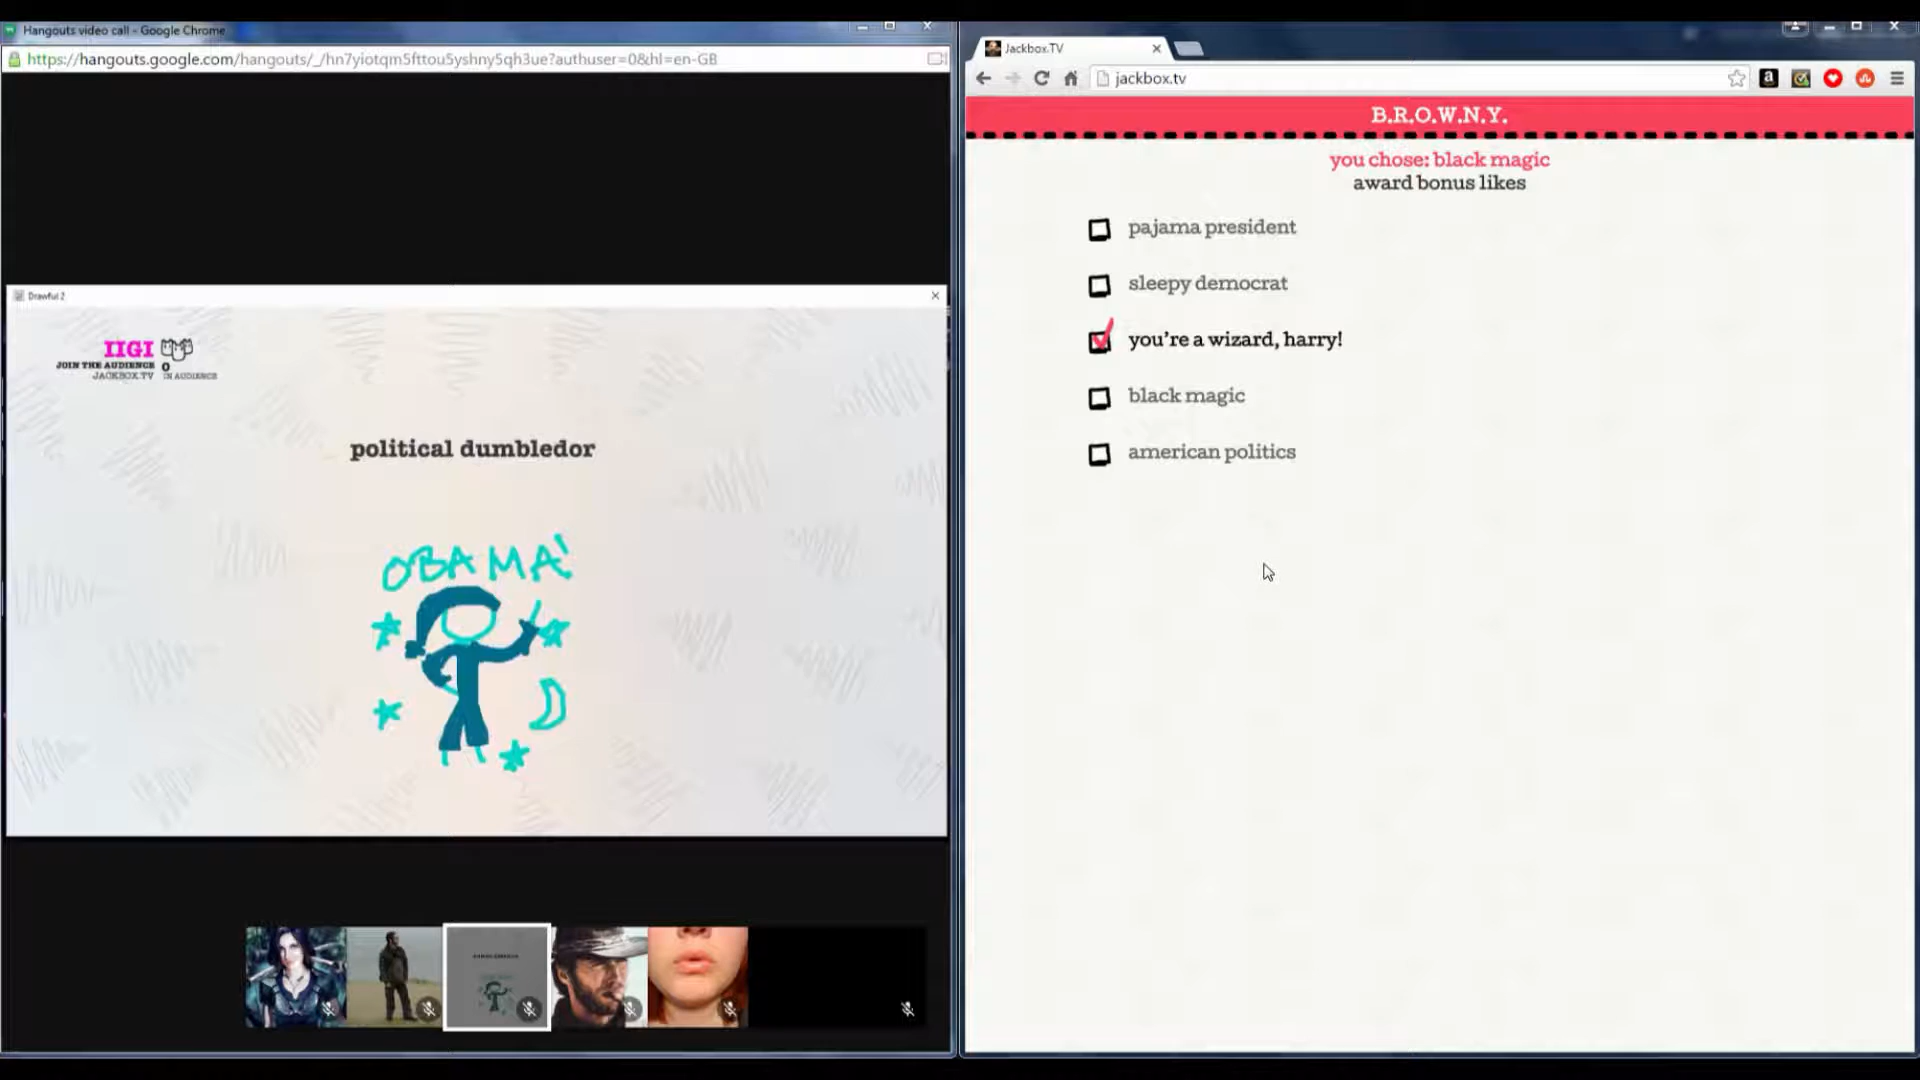 Hangouts video call - Google Chrome
https://hangouts.google.com/hangouts/_/hn7yiotqm5fttou5yshny5qh3ue?authuser=0&hl=en-GB
Drawful 2
IIGI
JOIN THE AUDIENCE 0
JACKBOX.TV IN AUDIENCE
political dumbledor
OBAMA!
Jackbox.TV
jackbox.tv
B.R.O.W.N.Y.
you chose: black magic
award bonus likes
pajama president
sleepy democrat
you're a wizard, harry!
black magic
american politics